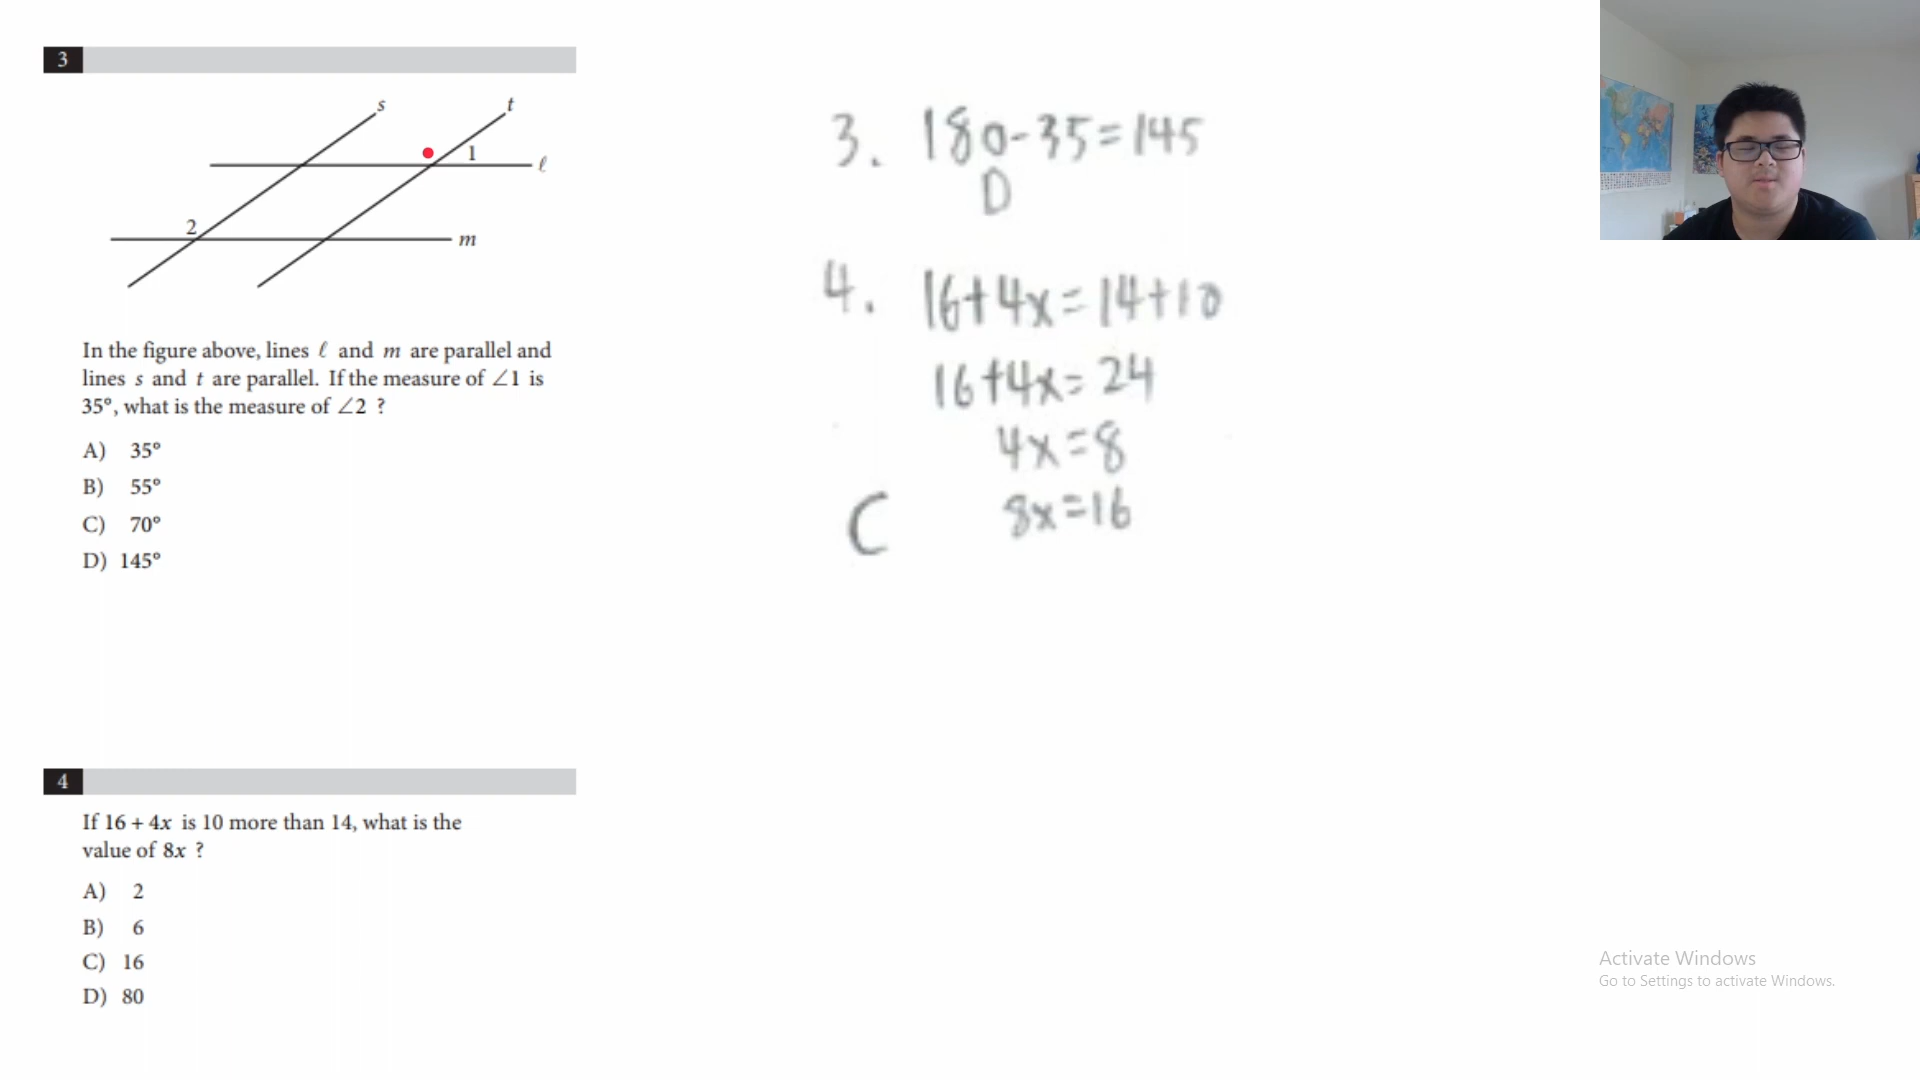 3
s
t
1
ℓ
2
m
In the figure above, lines ℓ and m are parallel and
lines s and t are parallel. If the measure of ∠1 is
35°, what is the measure of ∠2 ?
A) 35°
B) 55°
C) 70°
D) 145°
4
If 16 + 4x is 10 more than 14, what is the
value of 8x ?
A) 2
B) 6
C) 16
D) 80
3. 180-35=145
D
4. 16+4x=14+10
16+4x=24
4x=8
8x=16
C
Activate Windows
Go to Settings to activate Windows.